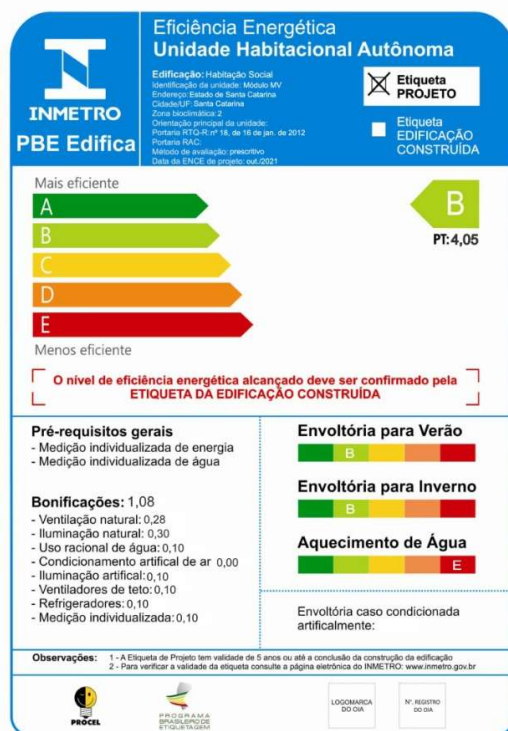 INMETRO
PBE Edifica
Eficiência Energética
Unidade Habitacional Autônoma
Edificação: Habitação Social
Identificação da unidade: Módulo MV
Endereço: Estado de Santa Catarina
Cidade/UF: Santa Catarina
Zona bioclimática: 2
Orientação principal da unidade:
Portaria RTQ-R: nº 18, de 16 de jan. de 2012
Portaria RAC:
Método de avaliação: prescritivo
Data da ENCE de projeto: out./2021
Etiqueta
PROJETO
Etiqueta
EDIFICAÇÃO
CONSTRUÍDA
Mais eficiente
A
B
C
D
E
Menos eficiente
B
PT:4,05
O nível de eficiência energética alcançado deve ser confirmado pela
ETIQUETA DA EDIFICAÇÃO CONSTRUÍDA
Pré-requisitos gerais
- Medição individualizada de energia
- Medição individualizada de água
Bonificações: 1,08
- Ventilação natural: 0,28
- Iluminação natural: 0,30
- Uso racional de água: 0,10
- Condicionamento artifical de ar 0,00
- Iluminação artifical: 0,10
- Ventiladores de teto: 0,10
- Refrigeradores: 0,10
- Medição individualizada: 0,10
Envoltória para Verão
B
Envoltória para Inverno
B
Aquecimento de Água
E
Envoltória caso condicionada
artificalmente:
Observações: 1 - A Etiqueta de Projeto tem validade de 5 anos ou até a conclusão da construção da edificação
2 - Para verificar a validade da etiqueta consulte a página eletrônica do INMETRO: www.inmetro.gov.br
PROCEL
PROGRAMA
BRASILEIRO DE
ETIQUETAGEM
LOGOMARCA
DO OIA
Nº. REGISTRO
DO OIA